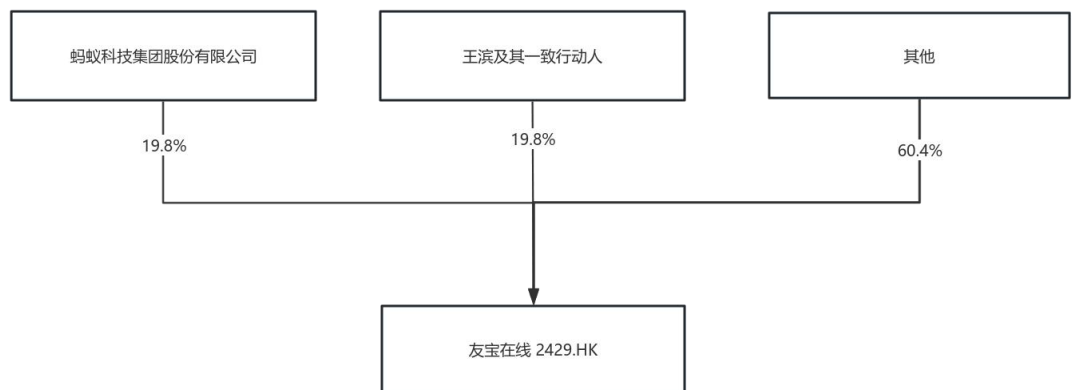 蚂蚁科技集团股份有限公司
王滨及其一致行动人
其他
19.8%
19.8%
60.4%
友宝在线 2429.HK